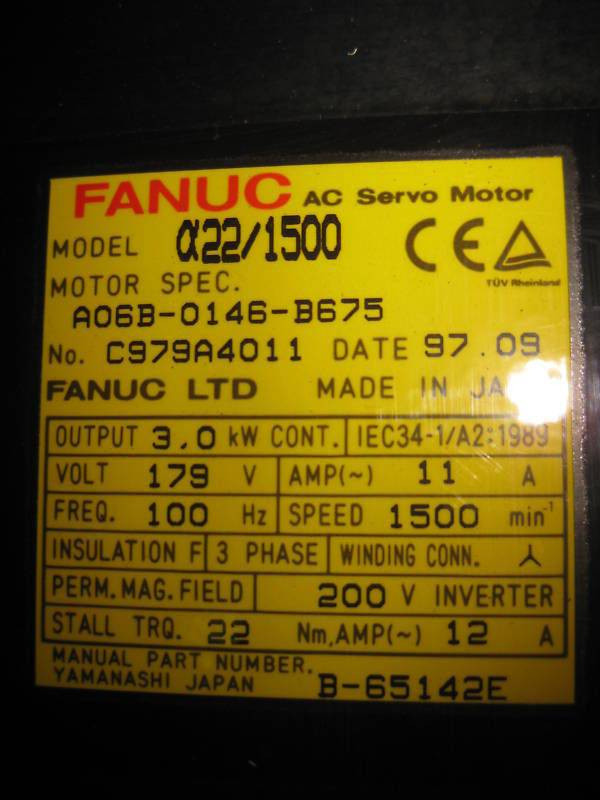 FANUC AC Servo Motor
MODEL α22/1500
CE
TÜV Rheinland
MOTOR SPEC.
A06B-0146-B675
No. C979A4011 DATE 97.09
FANUC LTD MADE IN
OUTPUT 3.0 kW CONT. IEC34-1/A2:1989
VOLT 179 V AMP(~) 11 A
FREQ. 100 Hz SPEED 1500 min⁻¹
INSULATION F 3 PHASE WINDING CONN.
PERM.MAG.FIELD 200 V INVERTER
STALL TRQ. 22 Nm,AMP(~) 12 A
MANUAL PART NUMBER.
YAMANASHI JAPAN B-65142E